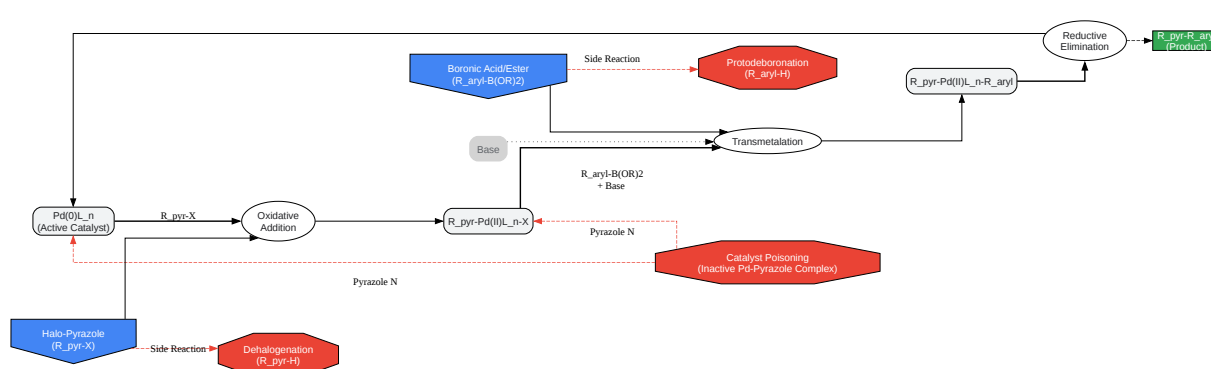 Reductive
Elimination
(Product)
Boronic Acid/Ester
(R_aryl-B(OR)2)
Side Reaction
Protodeboronation
(R_aryl-H)
R_pyr-Pd(II)L_n-R_aryl
Base
Transmetalation
R_aryl-B(OR)2
+ Base
Pd(0)L_n
(Active Catalyst)
R_pyr-X
Oxidative
Addition
R_pyr-Pd(II)L_n-X
Pyrazole N
Catalyst Poisoning
(Inactive Pd-Pyrazole Complex)
Pyrazole N
Halo-Pyrazole
(R_pyr-X)
Side Reaction
Dehalogenation
(R_pyr-H)